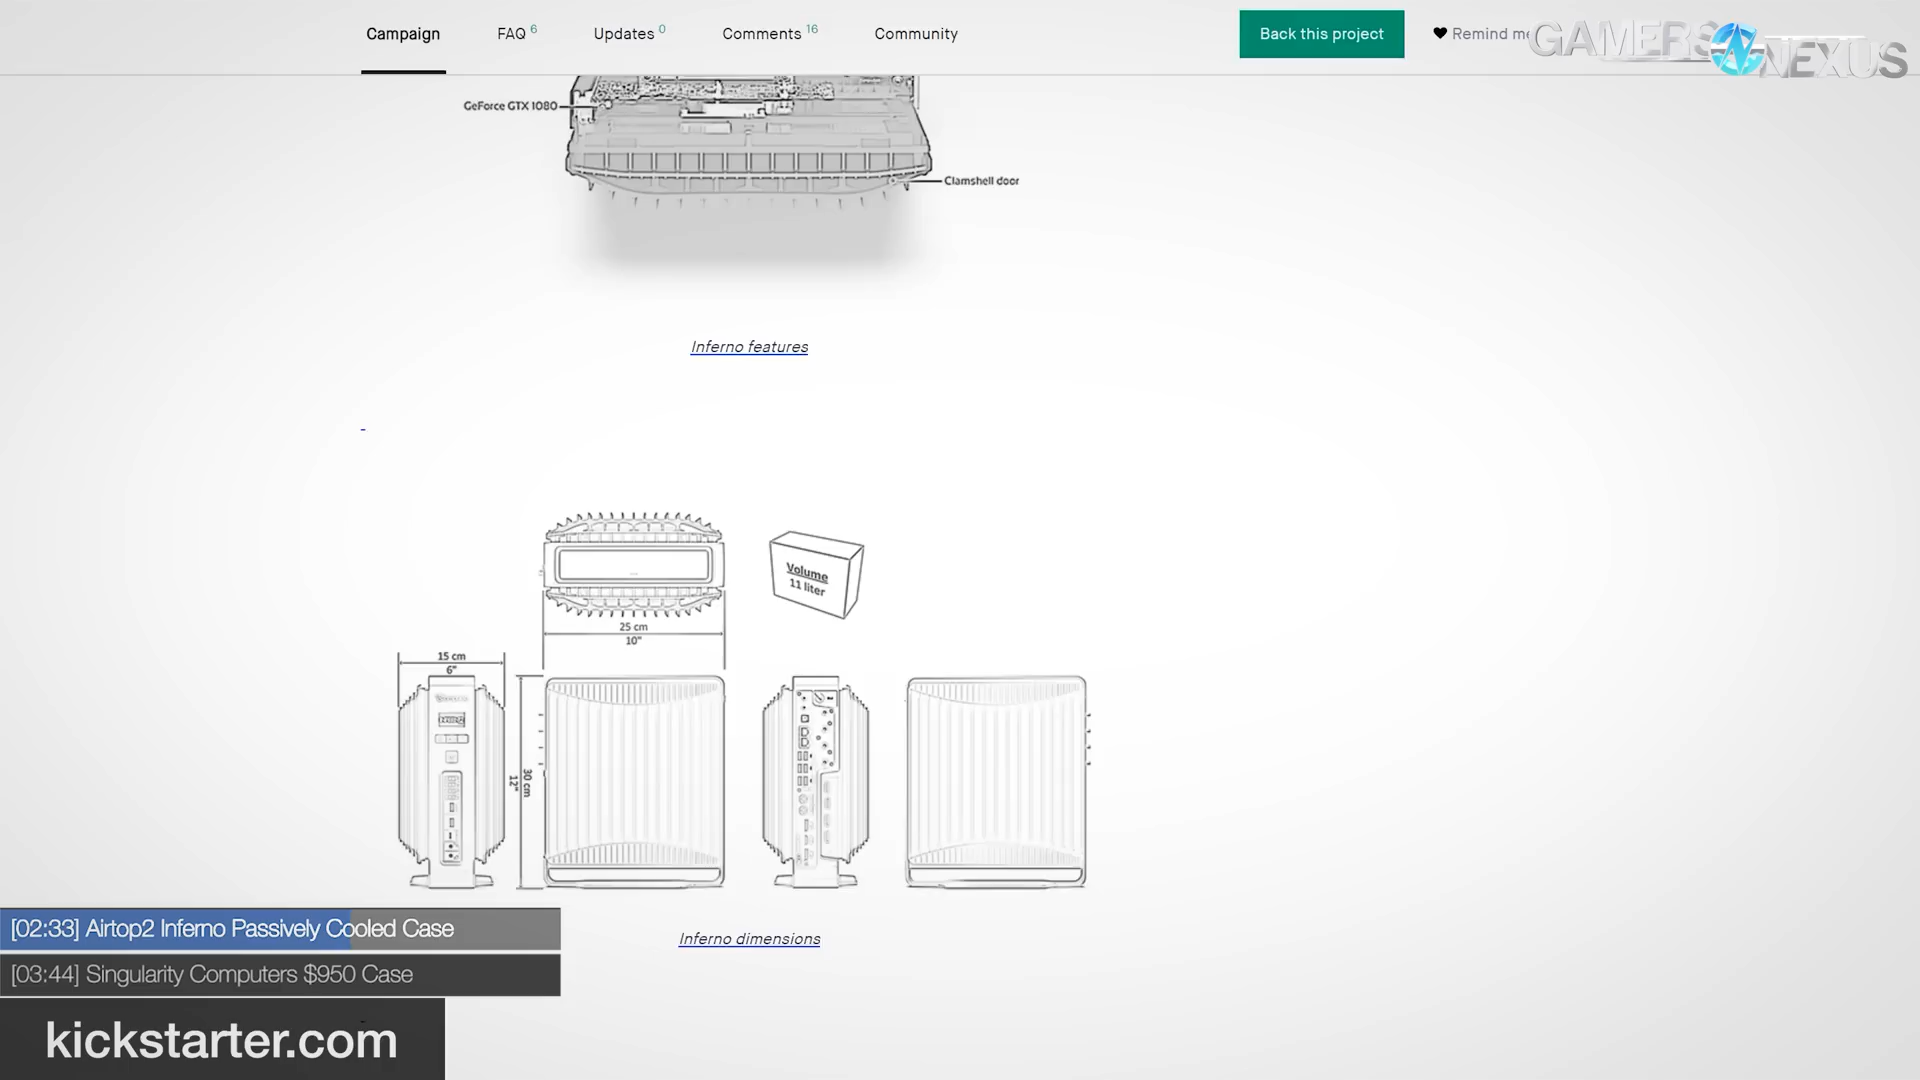 Campaign FAQ 6 Updates 0 Comments 16 Community Back this project Remind me
GAMERS NEXUS
GeForce GTX 1080
Clamshell door
Inferno features
Volume
11 liter
25 cm
10"
15 cm
6"
30 cm
12"
[02:33] Airtop2 Inferno Passively Cooled Case
Inferno dimensions
[03:44] Singularity Computers $950 Case
kickstarter.com